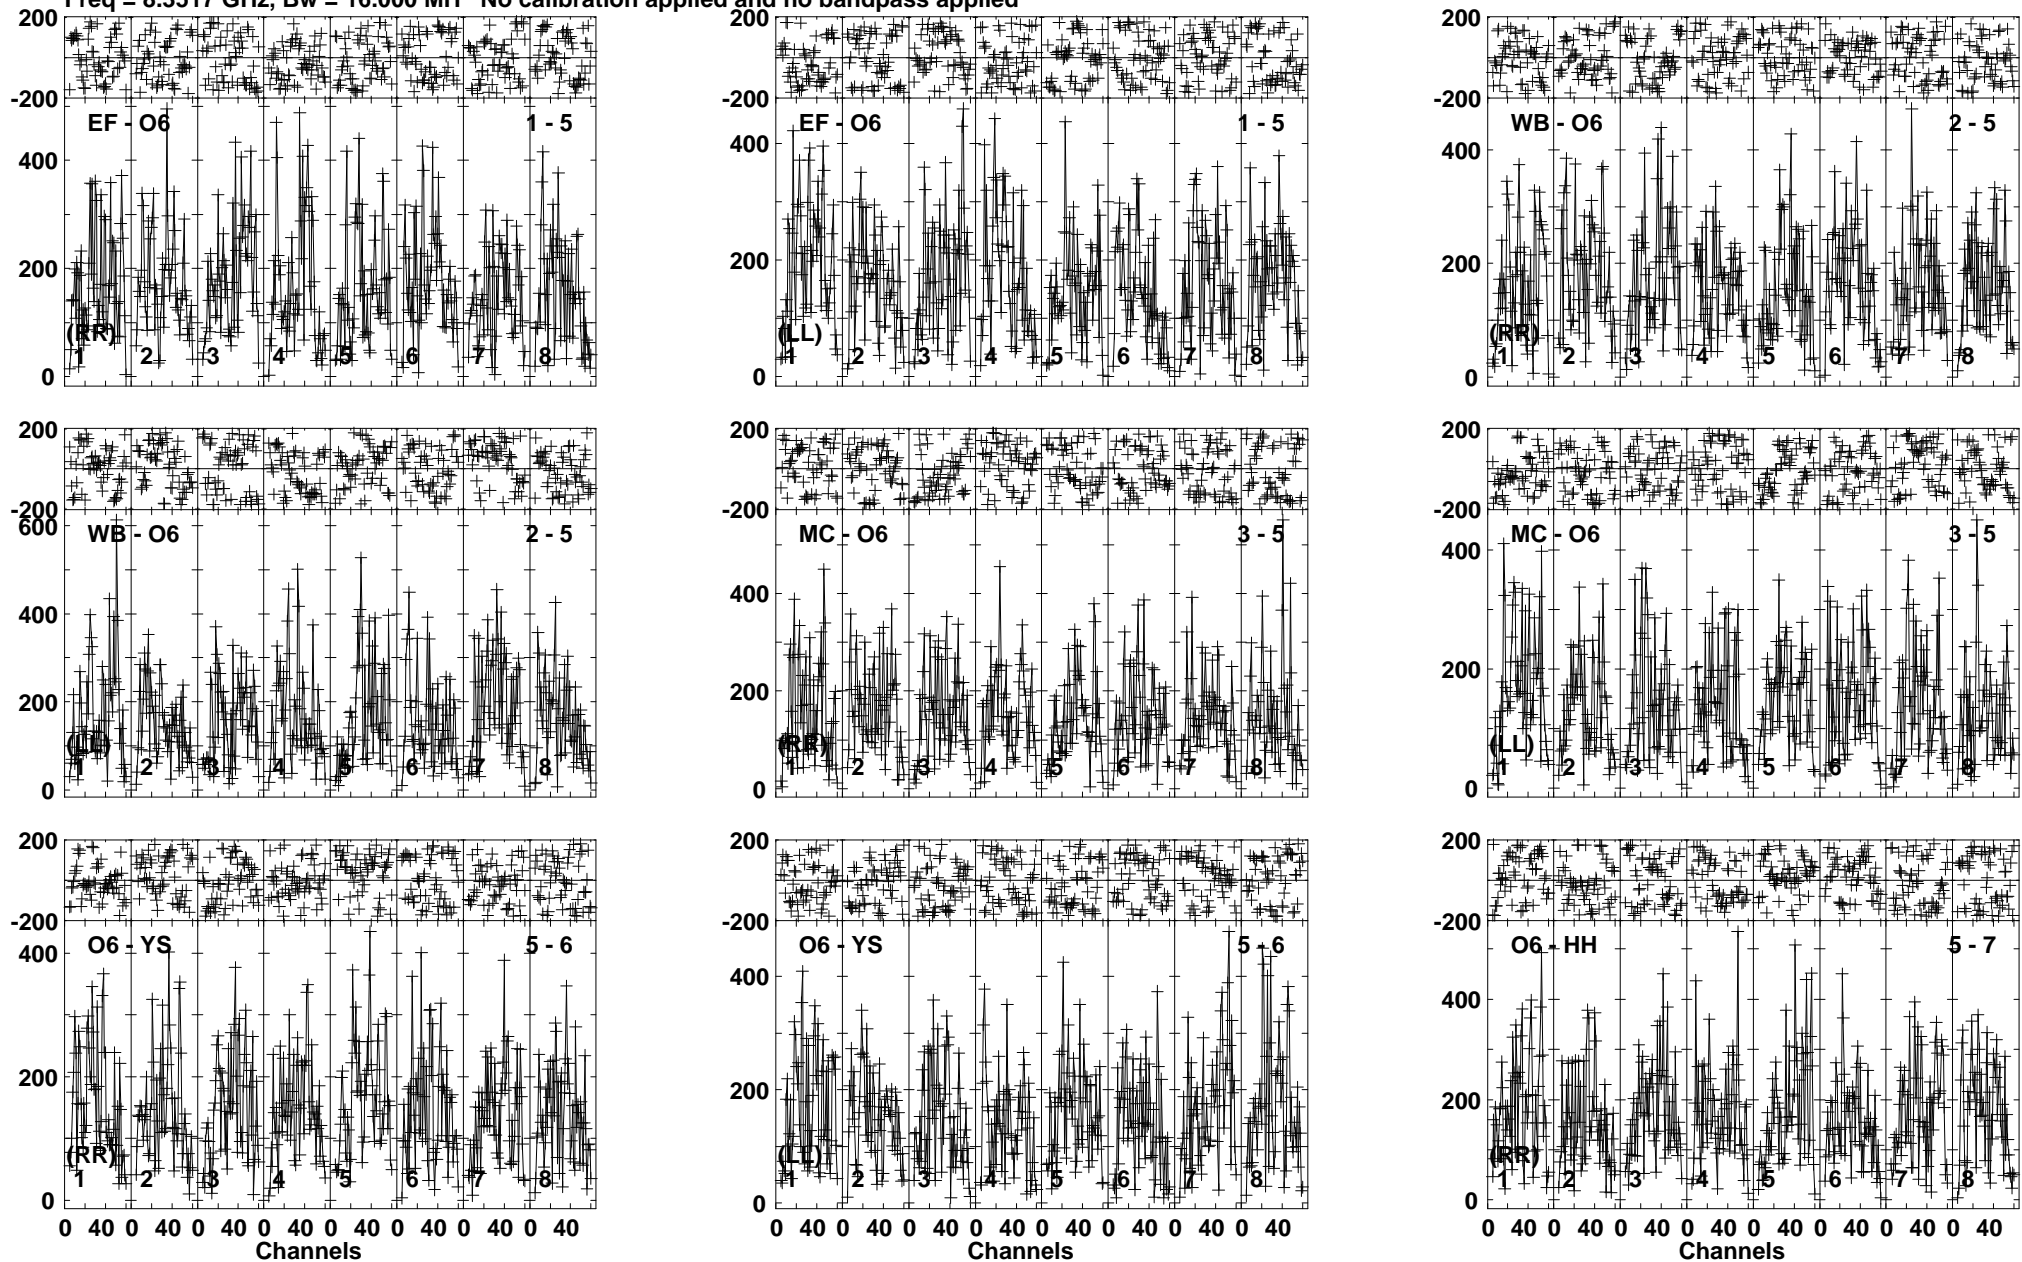 Freq = 8.3517 GHz, Bw = 16.000 MH No calibration applied and no bandpass applied
200 200 200
-200 -200 -200
EF - O6 1 - 5 EF - O6 1 - 5 WB - O6 2 - 5
400 400 400
200 200 200
(RR) (LL) (RR)
1 2 3 4 5 6 7 8 1 2 3 4 5 6 7 8 1 2 3 4 5 6 7 8
0 0 0
200 200 200
-200 -200 -200
600
WB - O6 2 - 5 MC - O6 3 - 5 MC - O6 3 - 5
400 400 400
200 200 200
(LL) (RR) (LL)
1 2 3 4 5 6 7 8 1 2 3 4 5 6 7 8 1 2 3 4 5 6 7 8
0 0 0
200 200 200
-200 -200 -200
O6 - YS 5 - 6 O6 - YS 5 - 6 O6 - HH 5 - 7
400 400 400
200 200 200
(RR) (LL) (RR)
1 2 3 4 5 6 7 8 1 2 3 4 5 6 7 8 1 2 3 4 5 6 7 8
0 0 0
0 40 0 40 0 40 0 40 0 40 0 40 0 40 0 40 0 40 0 40 0 40 0 40 0 40 0 40 0 40 0 40 0 40 0 40 0 40 0 40 0 40 0 40 0 40 0 40
Channels Channels Channels